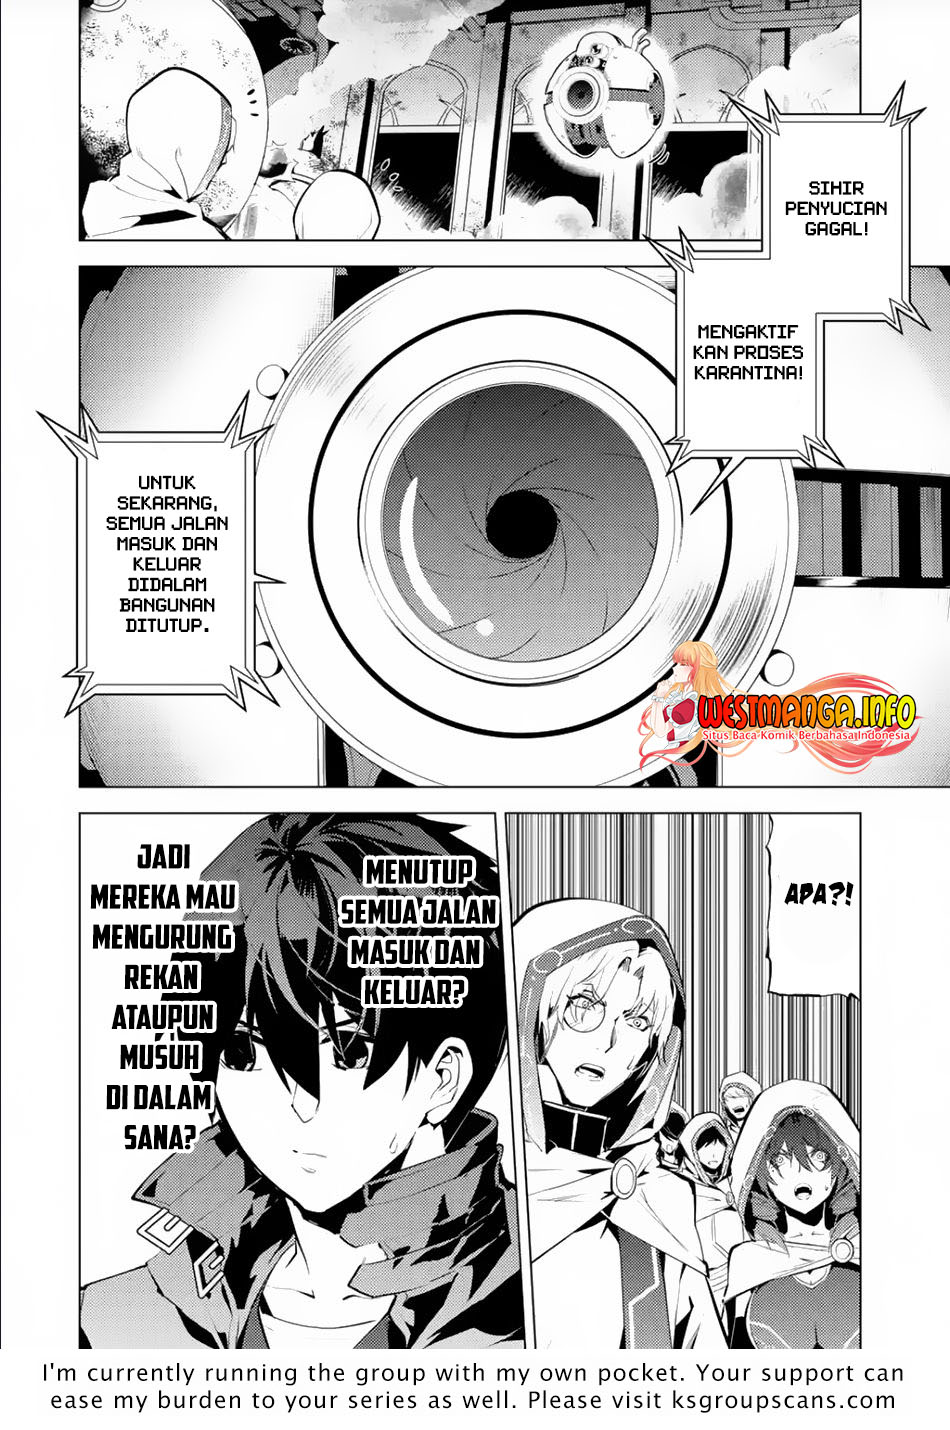 SIHIR
PENYUCIAN
GAGAL!
MENGAKTIF
KAN PROSES
KARANTINA!
UNTUK
SEKARANG,
SEMUA JALAN
MASUK DAN
KELUAR
DIDALAM
BANGUNAN
DITUTUP.
WESTMANGA.INFO
Situs Baca Komik Berbahasa Indonesia
APA?!
MENUTUP
SEMUA JALAN
MASUK DAN
KELUAR?
JADI
MEREKA MAU
MENGURUNG
REKAN
ATAUPUN
MUSUH
DI DALAM
SANA?
I'm currently running the group with my own pocket. Your support can
ease my burden to your series as well. Please visit ksgroupscans.com